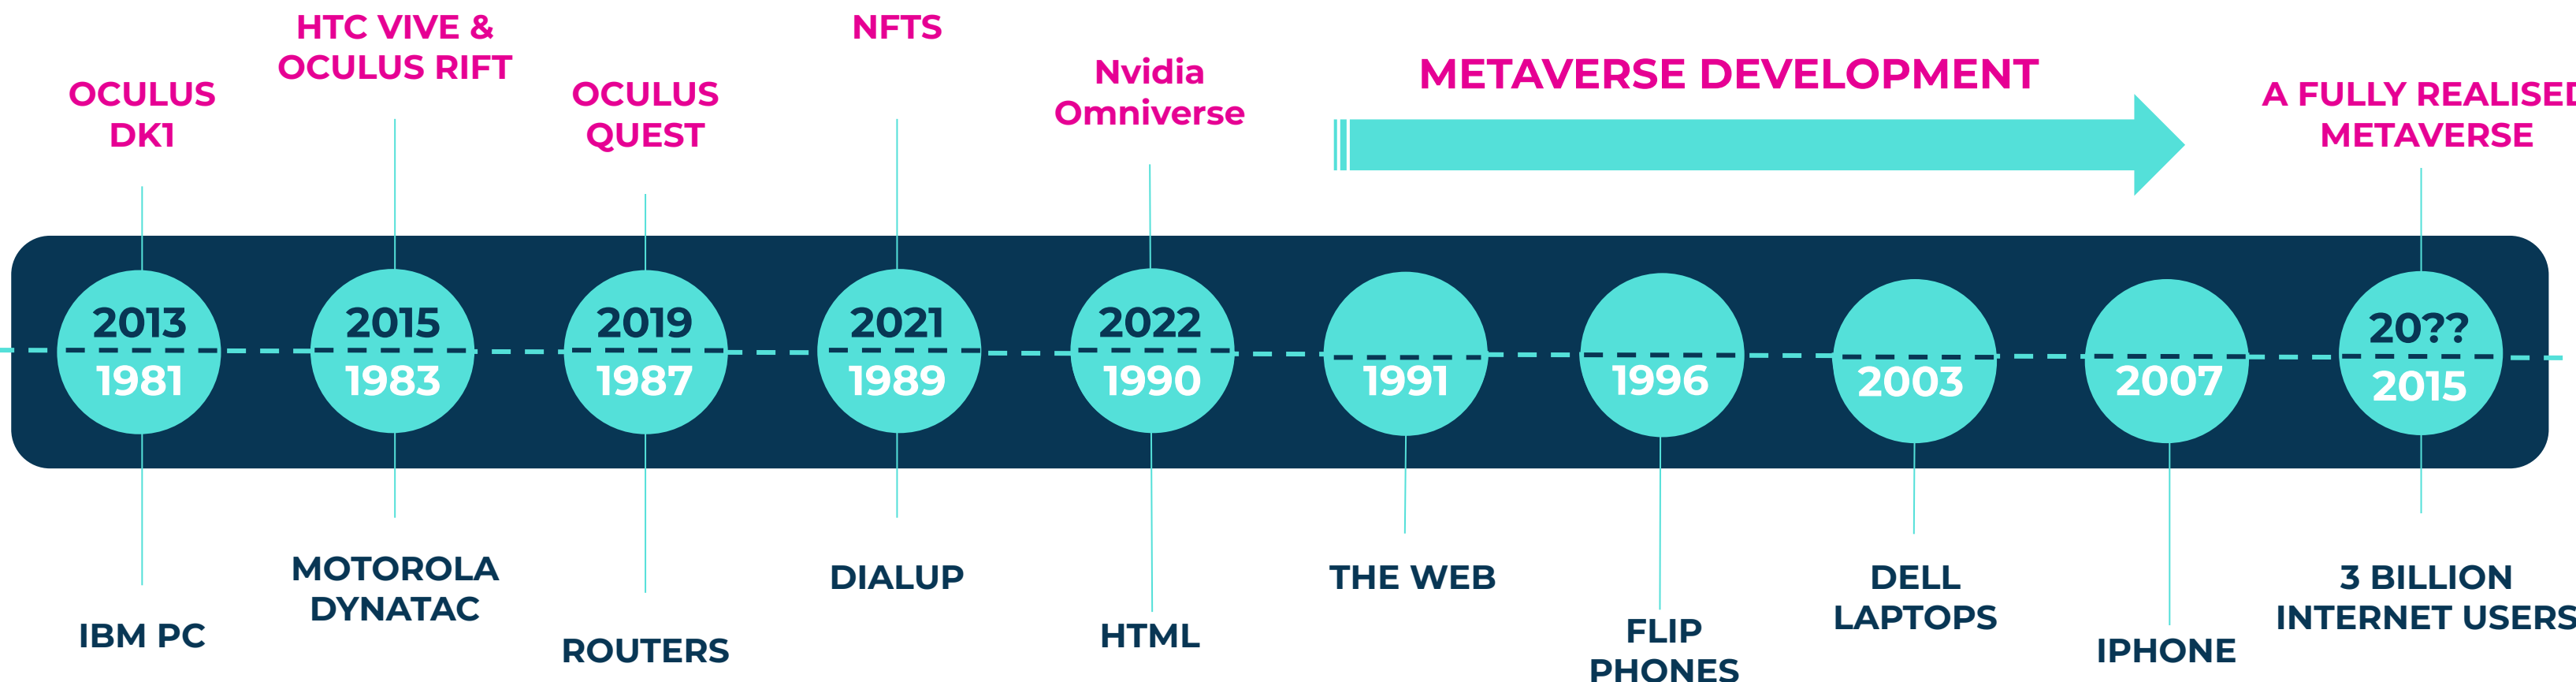 HTC VIVE &
OCULUS RIFT
NFTS
OCULUS
DK1
OCULUS
QUEST
Nvidia
Omniverse
METAVERSE DEVELOPMENT
A FULLY REALISED
METAVERSE
2013
1981
2015
1983
2019
1987
2021
1989
2022
1990
1991
1996
2003
2007
20??
2015
IBM PC
MOTOROLA
DYNATAC
ROUTERS
DIALUP
HTML
THE WEB
FLIP
PHONES
DELL
LAPTOPS
IPHONE
3 BILLION
INTERNET USERS